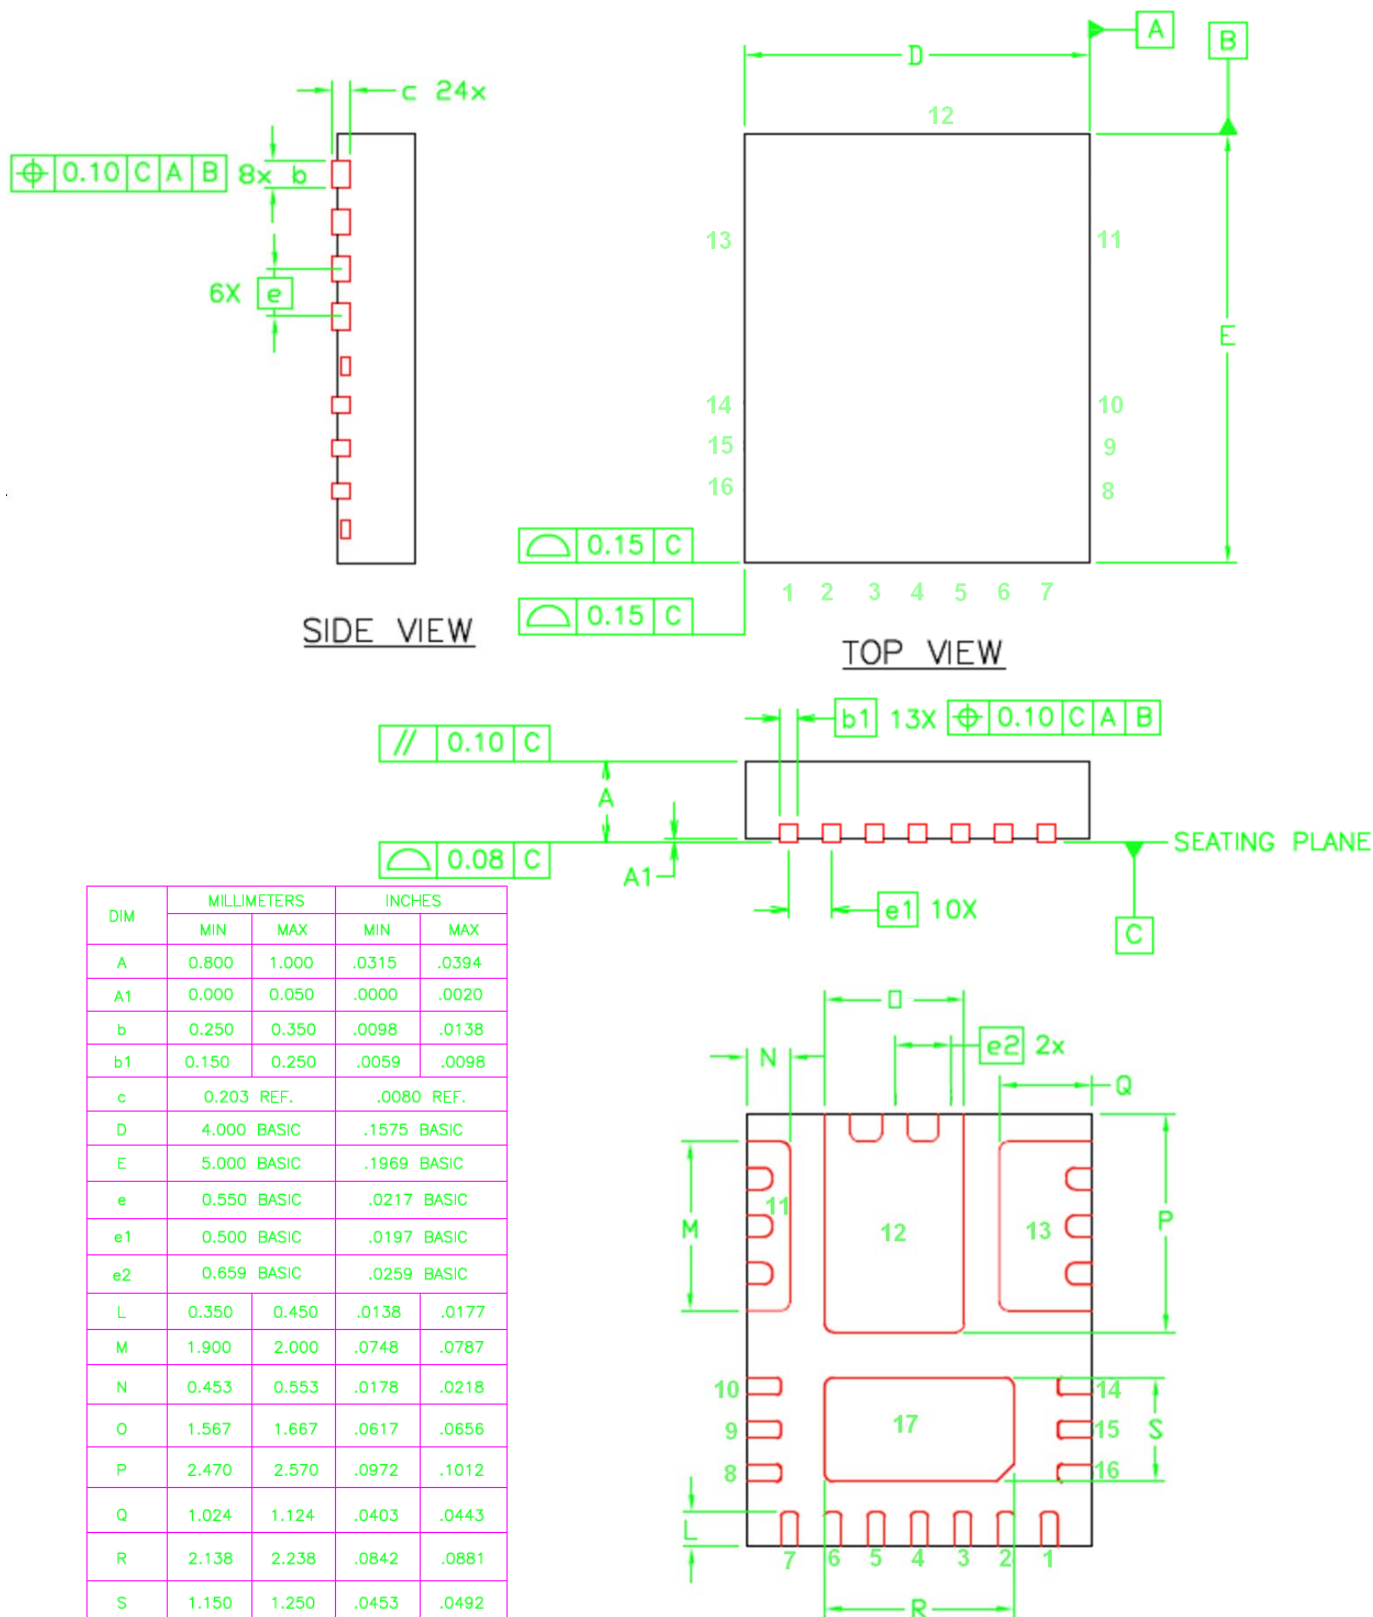 A
B
D
c 24x
12
⌖ 0.10 C A B 8x b
13
11
6X e
E
14
10
15
9
16
8
⌓ 0.15 C
1 2 3 4 5 6 7
⌓ 0.15 C
SIDE VIEW
TOP VIEW
b1 13X ⌖ 0.10 C A B
// 0.10 C
A
SEATING PLANE
⌓ 0.08 C
A1
e1 10X
C
DIM MILLIMETERS INCHES
MIN MAX MIN MAX
A 0.800 1.000 .0315 .0394
A1 0.000 0.050 .0000 .0020
b 0.250 0.350 .0098 .0138
b1 0.150 0.250 .0059 .0098
c 0.203 REF. .0080 REF.
D 4.000 BASIC .1575 BASIC
E 5.000 BASIC .1969 BASIC
e 0.550 BASIC .0217 BASIC
e1 0.500 BASIC .0197 BASIC
e2 0.659 BASIC .0259 BASIC
L 0.350 0.450 .0138 .0177
M 1.900 2.000 .0748 .0787
N 0.453 0.553 .0178 .0218
O 1.567 1.667 .0617 .0656
P 2.470 2.570 .0972 .1012
Q 1.024 1.124 .0403 .0443
R 2.138 2.238 .0842 .0881
S 1.150 1.250 .0453 .0492
O
N
e2 2x
Q
M
11
12
13
P
10
14
9
17
15
S
8
16
L
7 6 5 4 3 2 1
R